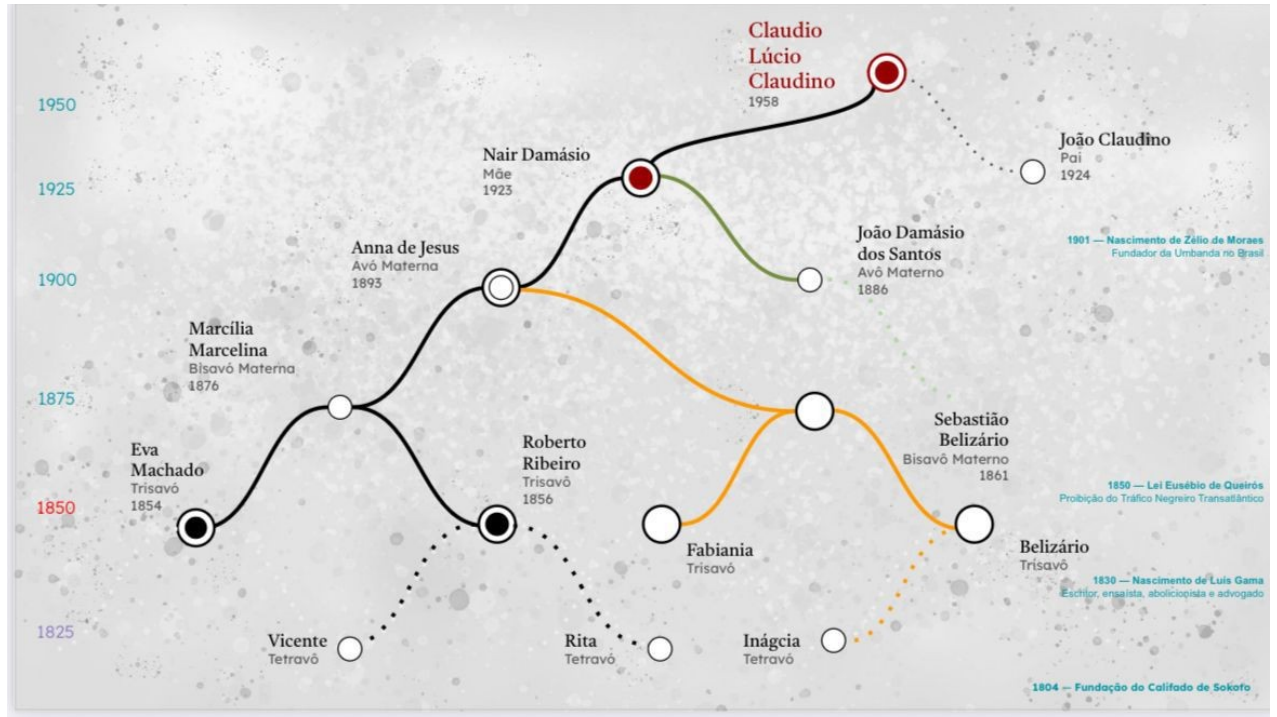 Claudio
Lúcio
Claudino
1958
1950
João Claudino
Pai
1924
Nair Damásio
Mãe
1923
1925
João Damásio
dos Santos
Avô Materno
1886
1901 — Nascimento de Zélio de Moraes
Fundador da Umbanda no Brasil
Anna de Jesus
Avó Materna
1893
1900
Marcília
Marcelina
Bisavó Materna
1876
1875
Sebastião
Belizário
Bisavô Materno
1861
Eva
Machado
Trisavó
1854
Roberto
Ribeiro
Trisavô
1856
1850
1850 — Lei Eusébio de Queirós
Proibição do Tráfico Negreiro Transatlântico
Fabiania
Trisavó
Belizário
Trisavô
1830 — Nascimento de Luis Gama
Escritor, ensaísta, abolicionista e advogado
1825
Vicente
Tetravô
Rita
Tetravó
Inágcia
Tetravó
1804 — Fundação do Califado de Sokoto